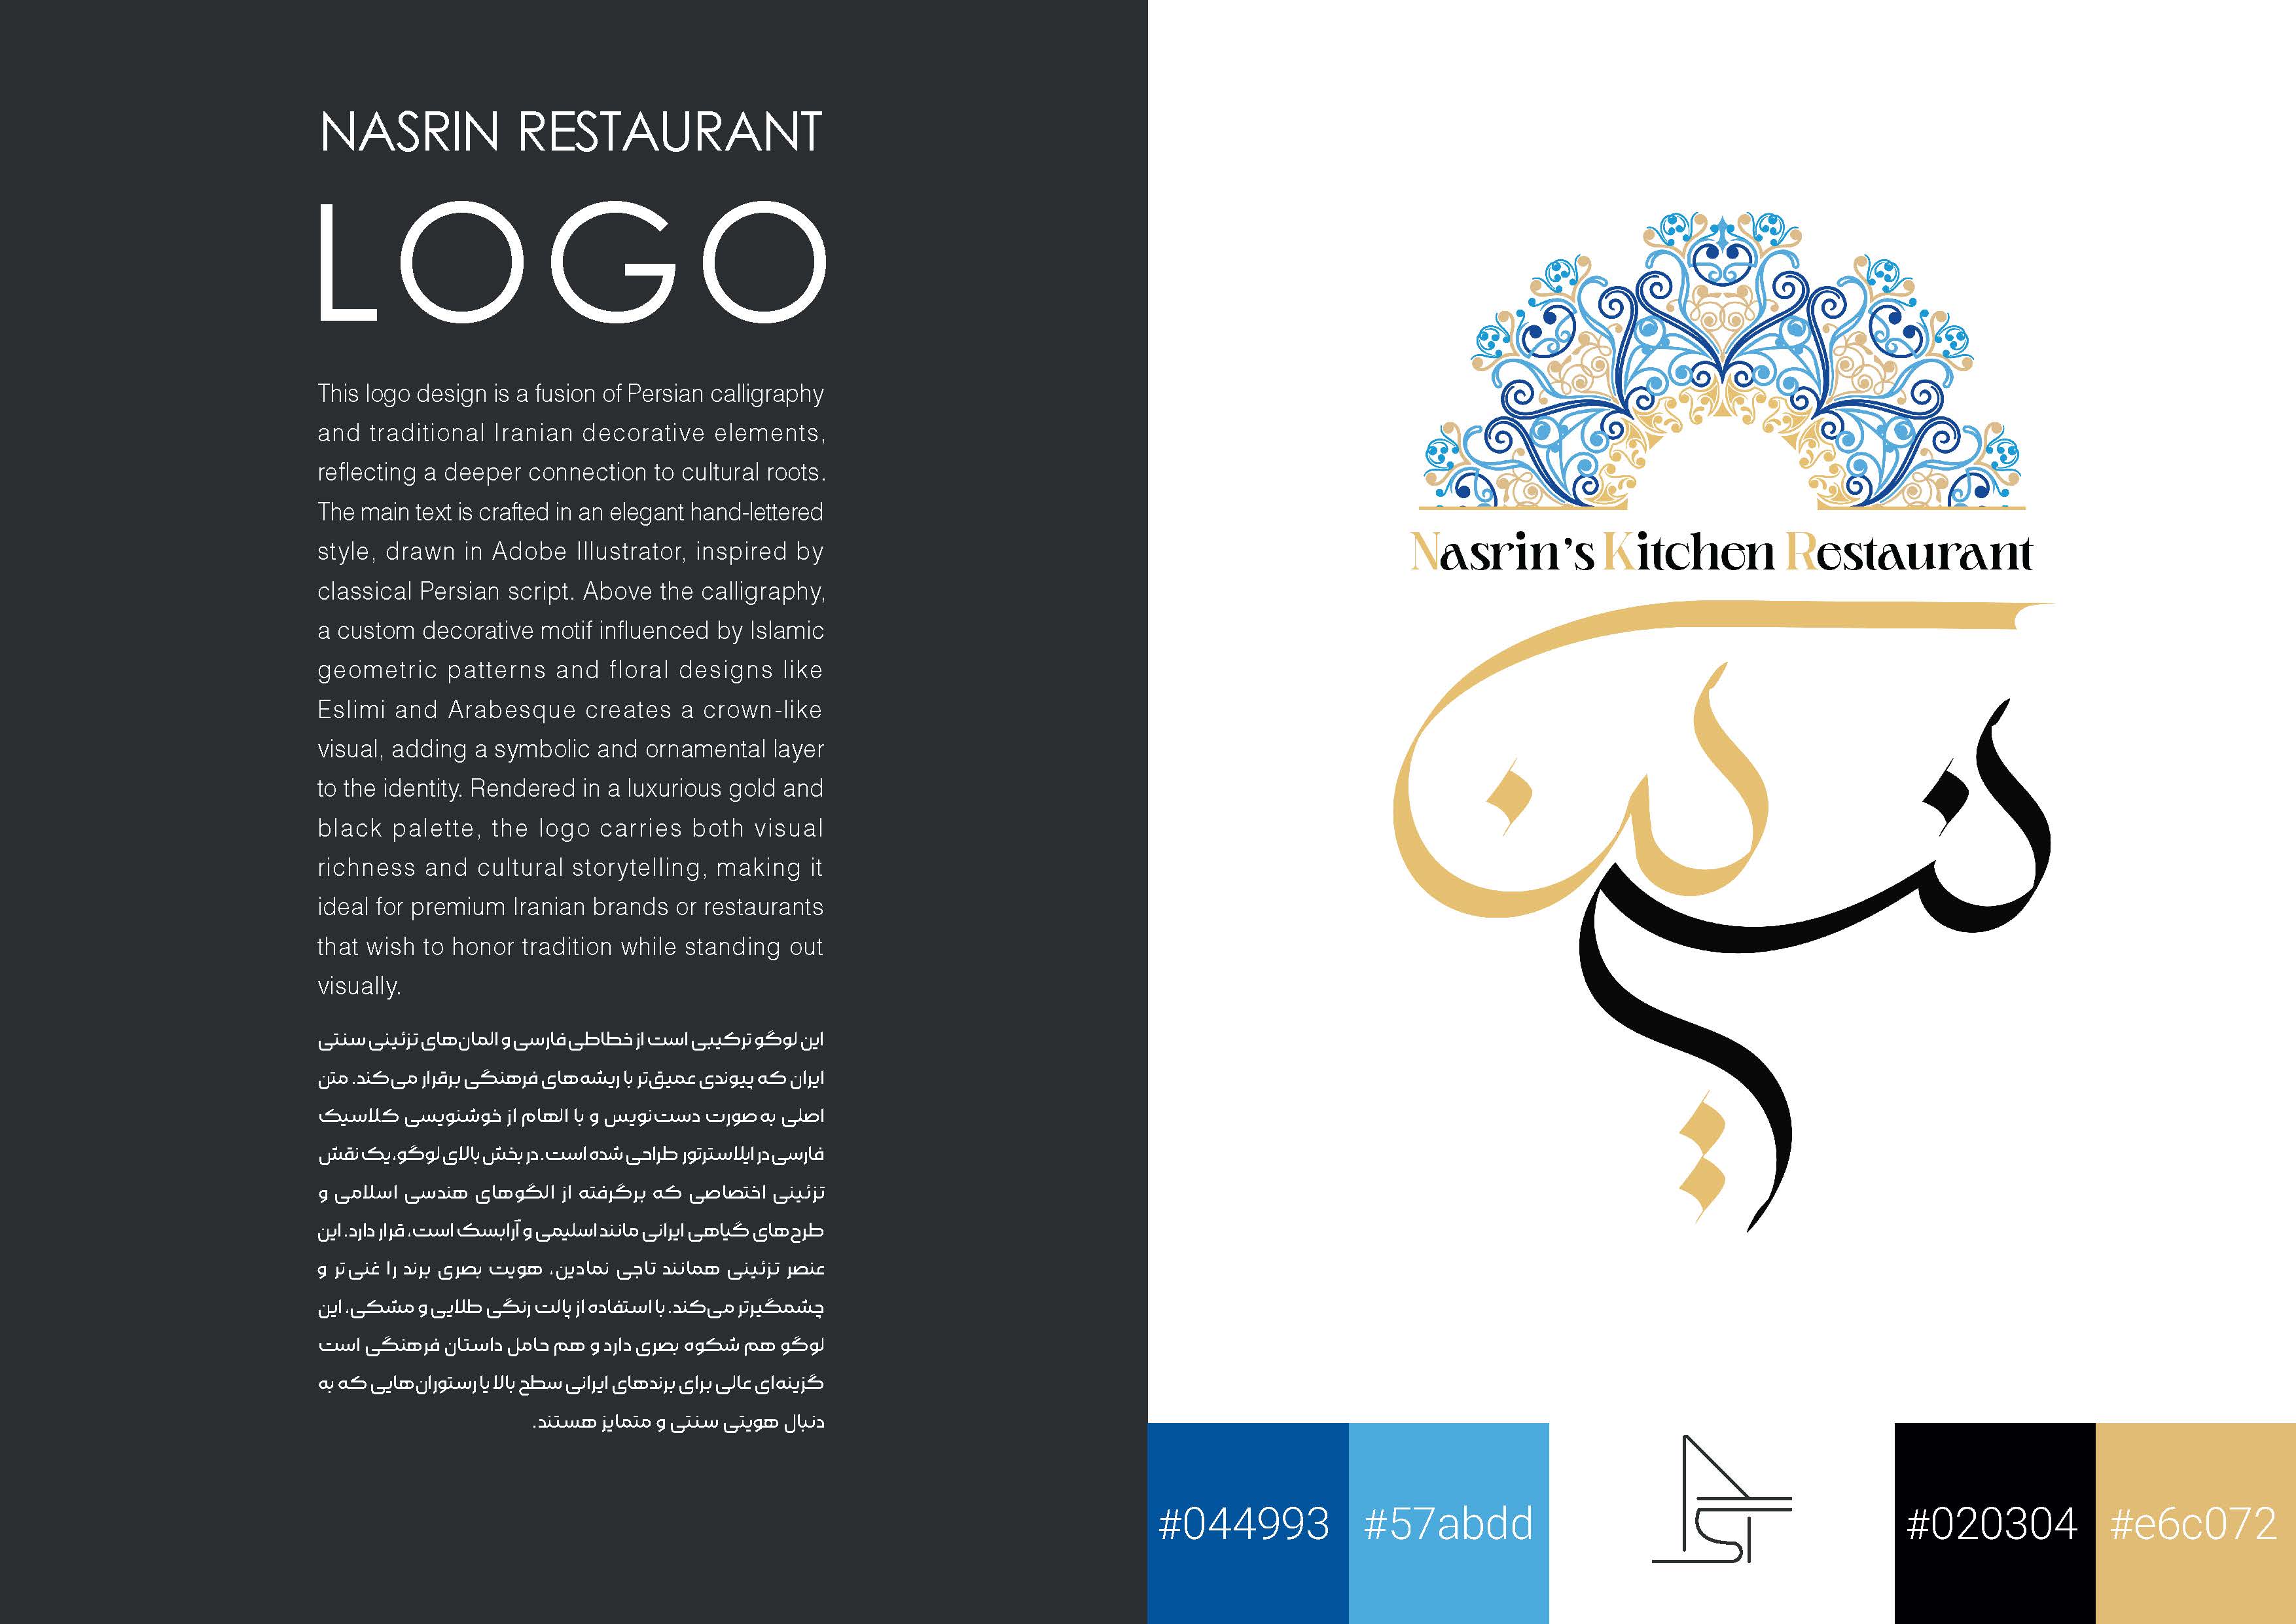 NASRIN RESTAURANT
LOGO
This logo design is a fusion of Persian calligraphy
and traditional Iranian decorative elements,
reflecting a deeper connection to cultural roots.
The main text is crafted in an elegant hand-lettered
style, drawn in Adobe Illustrator, inspired by
classical Persian script. Above the calligraphy,
a custom decorative motif influenced by Islamic
geometric patterns and floral designs like
Eslimi and Arabesque creates a crown-like
visual, adding a symbolic and ornamental layer
to the identity. Rendered in a luxurious gold and
black palette, the logo carries both visual
richness and cultural storytelling, making it
ideal for premium Iranian brands or restaurants
that wish to honor tradition while standing out
visually.
این لوگو ترکیبی است از خطاطی فارسی و المان‌های تزئینی سنتی
ایران که پیوندی عمیق‌تر با ریشه‌های فرهنگی برقرار می‌کند. متن
اصلی به‌صورت دست‌نویس و با الهام از خوشنویسی کلاسیک
فارسی در ایلاسترتور طراحی شده است. در بخش بالای لوگو، یک نقش
تزئینی اختصاصی که برگرفته از الگوهای هندسی اسلامی و
طرح‌های گیاهی ایرانی مانند اسلیمی و آرابسک است، قرار دارد. این
عنصر تزئینی همانند تاجی نمادین، هویت بصری برند را غنی‌تر و
چشمگیرتر می‌کند. با استفاده از پالت رنگی طلایی و مشکی، این
لوگو هم شکوه بصری دارد و هم حامل داستان فرهنگی است
گزینه‌ای عالی برای برندهای ایرانی سطح بالا یا رستوران‌هایی که به
دنبال هویتی سنتی و متمایز هستند.
Nasrin's Kitchen Restaurant
#044993
#57abdd
#020304
#e6c072